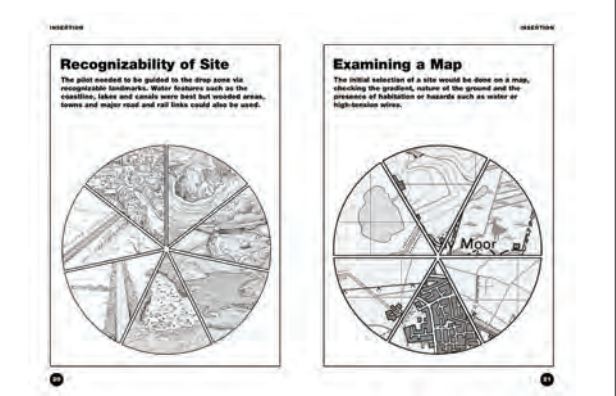 INSERTION
Recognizability of Site
The pilot needed to be guided to the drop zone via
recognizable landmarks. Water features such as the
coastline, lakes and canals were best but wooded areas,
towns and major road and rail links could also be used.
20
INSERTION
Examining a Map
The initial selection of a site would be done on a map,
checking the gradient, nature of the ground and the
presence of habitation or hazards such as water or
high-tension wires.
y Moor
21